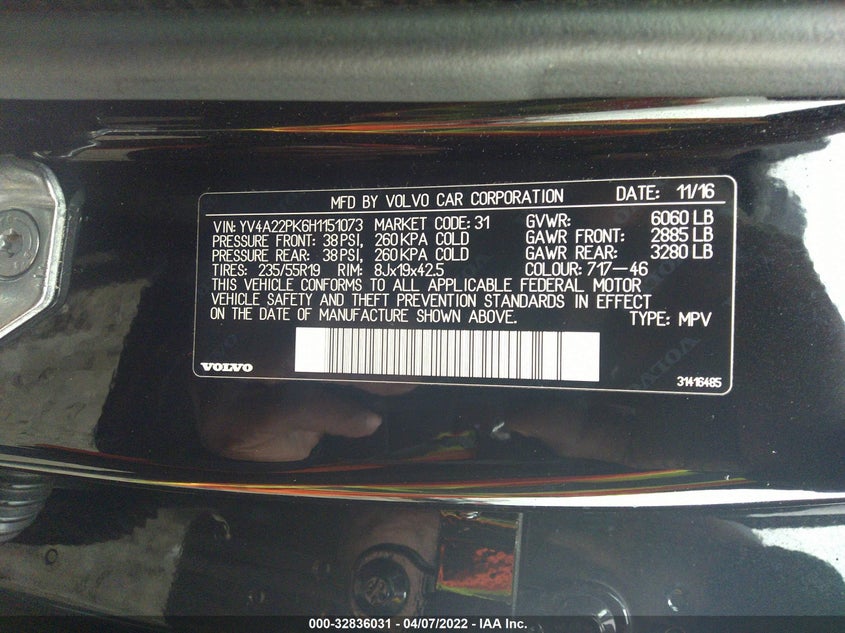 MFD BY VOLVO CAR CORPORATION DATE: 11/16
VIN: YV4A22PK6H1151073 MARKET CODE: 31 GVWR: 6060 LB
PRESSURE FRONT: 38 PSI, 260 KPA COLD GAWR FRONT: 2885 LB
PRESSURE REAR: 38 PSI, 260 KPA COLD GAWR REAR: 3280 LB
TIRES: 235/55R19 RIM: 8Jx19x42.5 COLOUR: 717-46
THIS VEHICLE CONFORMS TO ALL APPLICABLE FEDERAL MOTOR
VEHICLE SAFETY AND THEFT PREVENTION STANDARDS IN EFFECT
ON THE DATE OF MANUFACTURE SHOWN ABOVE. TYPE: MPV
VOLVO
31416485
000-32836031 - 04/07/2022 - IAA Inc.